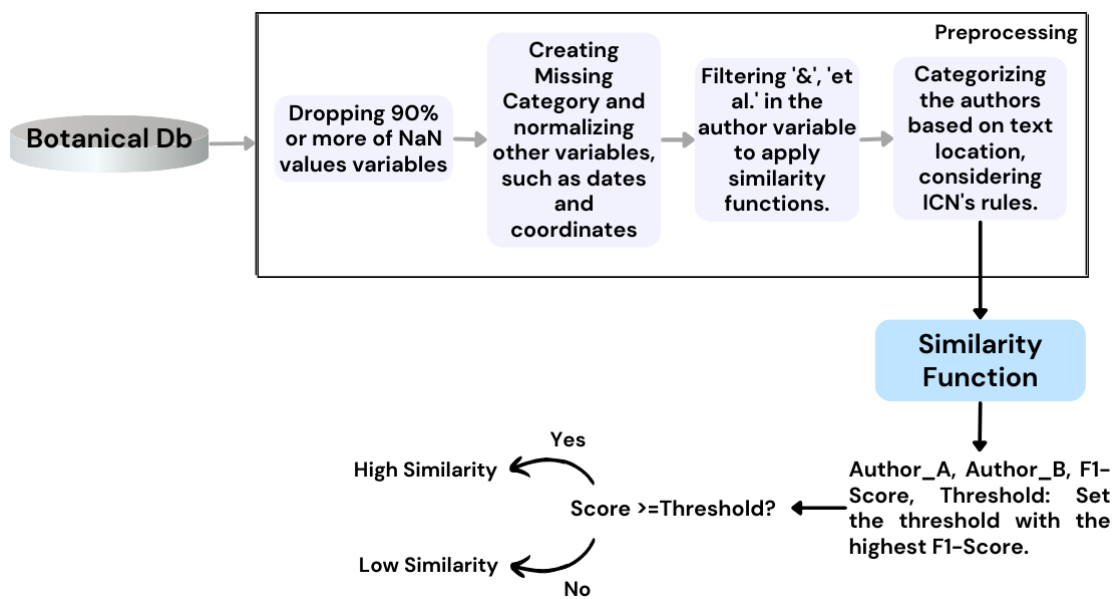 Preprocessing
Botanical Db
Dropping 90%
or more of NaN
values variables
Creating
Missing
Category and
normalizing
other variables,
such as dates
and
coordinates
Filtering '&', 'et
al.' in the
author variable
to apply
similarity
functions.
Categorizing
the authors
based on text
location,
considering
ICN's rules.
Similarity
Function
Author_A, Author_B, F1-
Score, Threshold: Set
the threshold with the
highest F1-Score.
Score >=Threshold?
Yes
High Similarity
Low Similarity
No